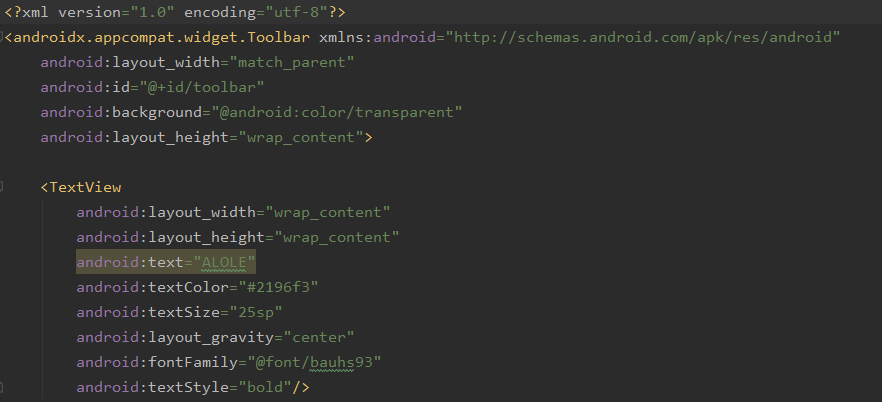 <?xml version="1.0" encoding="utf-8"?>
<androidx.appcompat.widget.Toolbar xmlns:android="http://schemas.android.com/apk/res/android"
    android:layout_width="match_parent"
    android:id="@+id/toolbar"
    android:background="@android:color/transparent"
    android:layout_height="wrap_content">

    <TextView
        android:layout_width="wrap_content"
        android:layout_height="wrap_content"
        android:text="ALOLE"
        android:textColor="#2196f3"
        android:textSize="25sp"
        android:layout_gravity="center"
        android:fontFamily="@font/bauhs93"
        android:textStyle="bold"/>